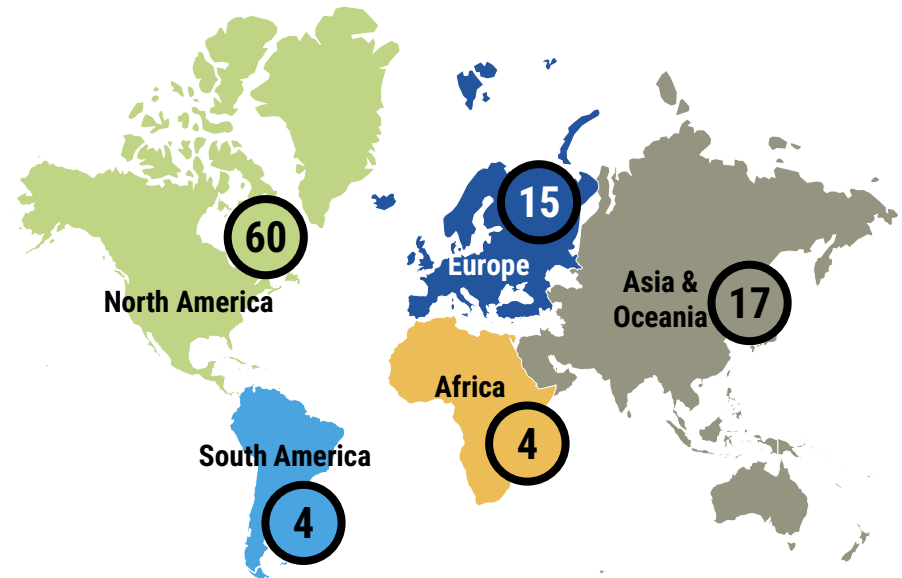 60
North America
15
Europe
Asia &
Oceania
17
Africa
4
South America
4